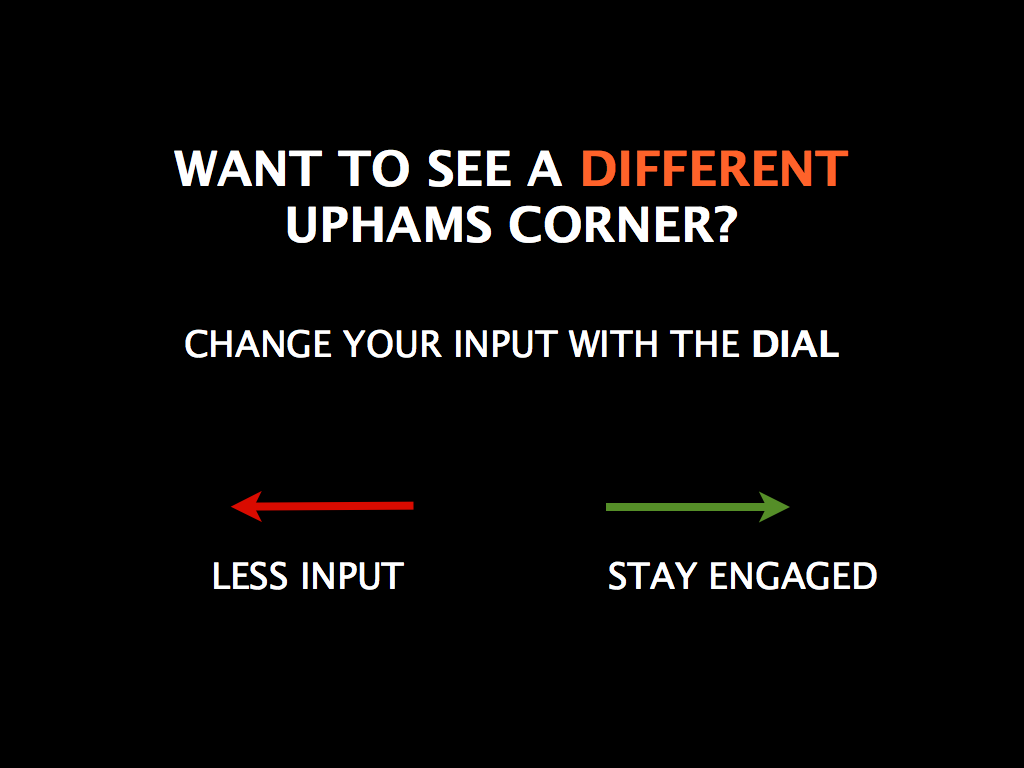 WANT TO SEE A DIFFERENT
UPHAMS CORNER?
CHANGE YOUR INPUT WITH THE DIAL
LESS INPUT
STAY ENGAGED